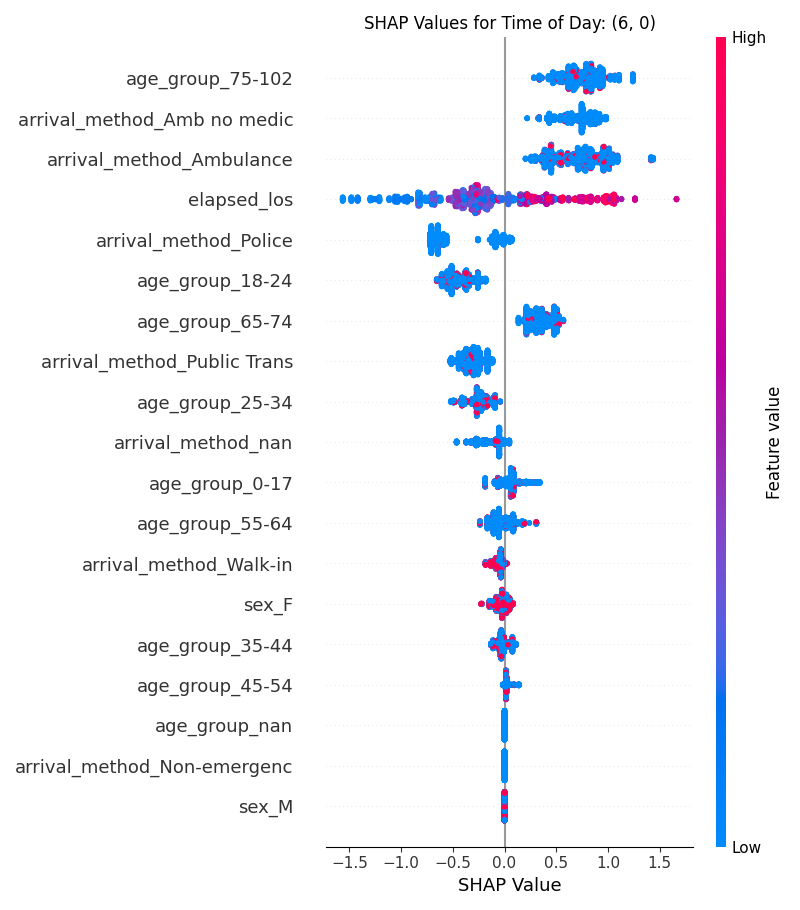 SHAP Values for Time of Day: (6, 0)
High
age_group_75-102
arrival_method_Amb no medic
arrival_method_Ambulance
elapsed_los
arrival_method_Police
age_group_18-24
age_group_65-74
arrival_method_Public Trans
age_group_25-34
arrival_method_nan
age_group_0-17
age_group_55-64
arrival_method_Walk-in
sex_F
age_group_35-44
age_group_45-54
age_group_nan
arrival_method_Non-emergenc
sex_M
Feature value
Low
−1.5 −1.0 −0.5 0.0 0.5 1.0 1.5
SHAP Value